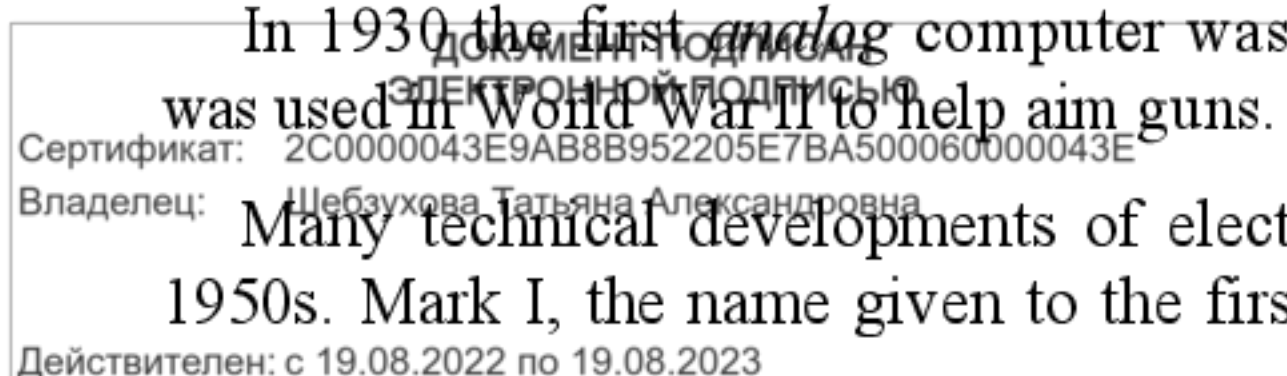 In 1930 the first analog computer was
ДОКУМЕНТ ПОДПИСАН
ЭЛЕКТРОННОЙ ПОДПИСЬЮ
was used in World War II to help aim guns.
Сертификат: 2C0000043E9AB8B952205E7BA500060000043E
Владелец: Шебзухова Татьяна Александровна
Many technical developments of elect
1950s. Mark I, the name given to the firs
Действителен: с 19.08.2022 по 19.08.2023